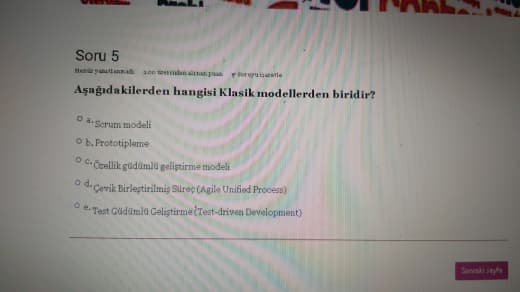 Soru 5
Henüz yanıtlanmadı 2.00 üzerinden alınan puan Soruyu işaretle
Aşağıdakilerden hangisi Klasik modellerden biridir?
a. Scrum modeli
b. Prototipleme
c. Özellik güdümlü geliştirme modeli
d. Çevik Birleştirilmiş Süreç (Agile Unified Process)
e. Test Güdümlü Geliştirme (Test-driven Development)
Sonraki sayfa